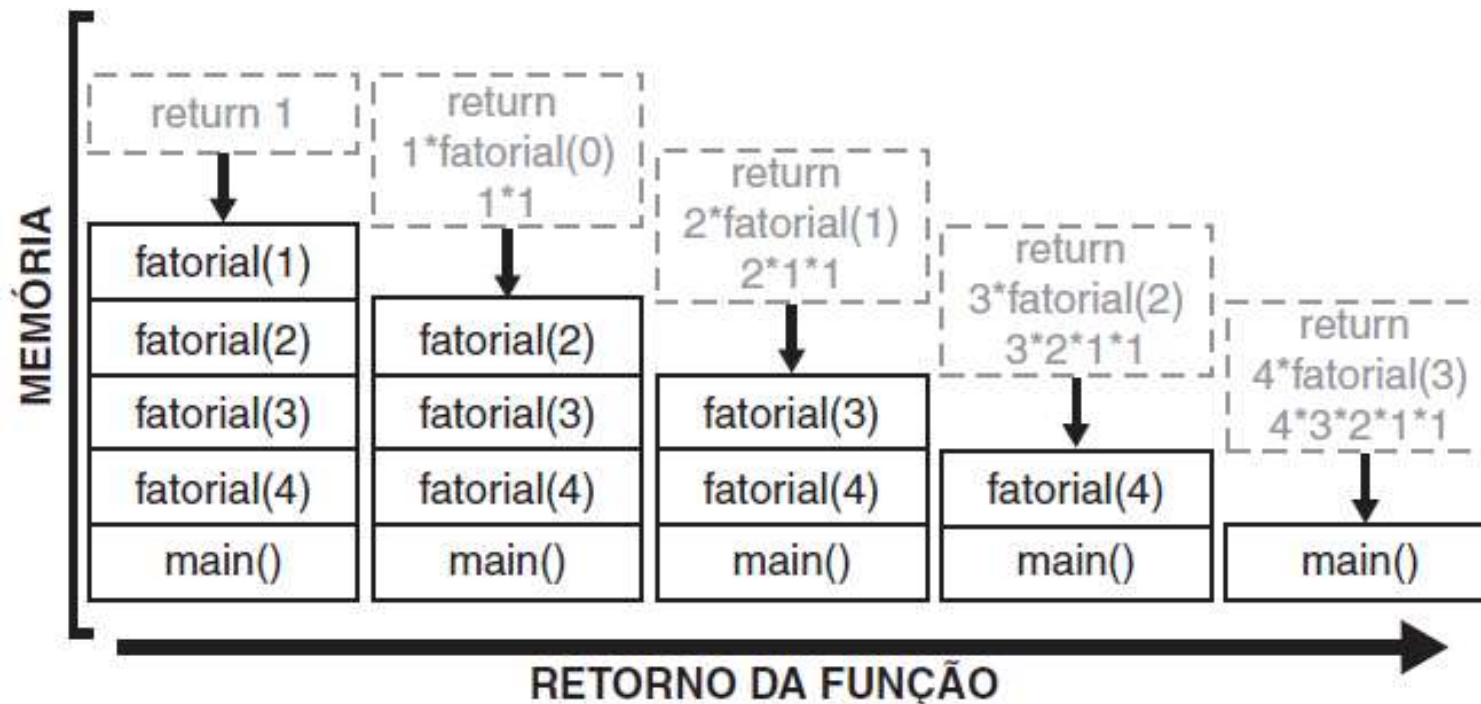 MEMÓRIA
return 1
fatorial(1)
fatorial(2)
fatorial(3)
fatorial(4)
main()
return
1*fatorial(0)
1*1
fatorial(2)
fatorial(3)
fatorial(4)
main()
return
2*fatorial(1)
2*1*1
fatorial(3)
fatorial(4)
main()
return
3*fatorial(2)
3*2*1*1
fatorial(4)
main()
return
4*fatorial(3)
4*3*2*1*1
main()
RETORNO DA FUNÇÃO